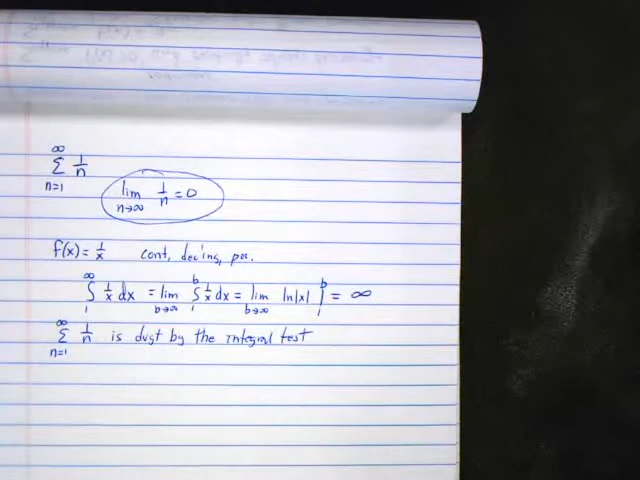 ∞
∑ 1/n
n=1
lim 1/n = 0
n→∞
f(x) = 1/x cont, decing, pos.
∫₁^∞ 1/x dx = lim b→∞ ∫₁^b 1/x dx = lim b→∞ ln|x| |₁^b = ∞
∞
∑ 1/n is dvgt by the integral test
n=1